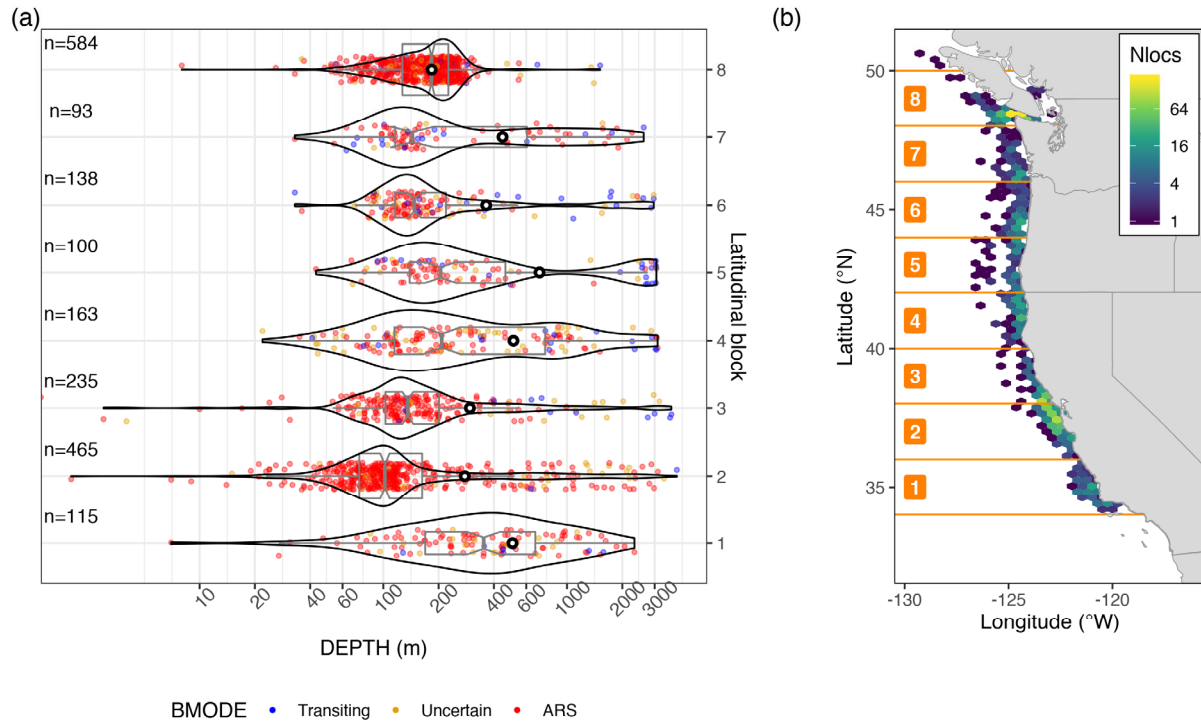 (a)
n=584
8
n=93
7
n=138
6
n=100
5
n=163
4
n=235
3
n=465
2
n=115
1
Latitudinal block
10 20 40 60 100 200 400 600 1000 2000 3000
DEPTH (m)
BMODE Transiting Uncertain ARS
(b)
Nlocs
64
16
4
1
50
45
40
35
Latitude (°N)
8
7
6
5
4
3
2
1
-130 -125 -120
Longitude (°W)